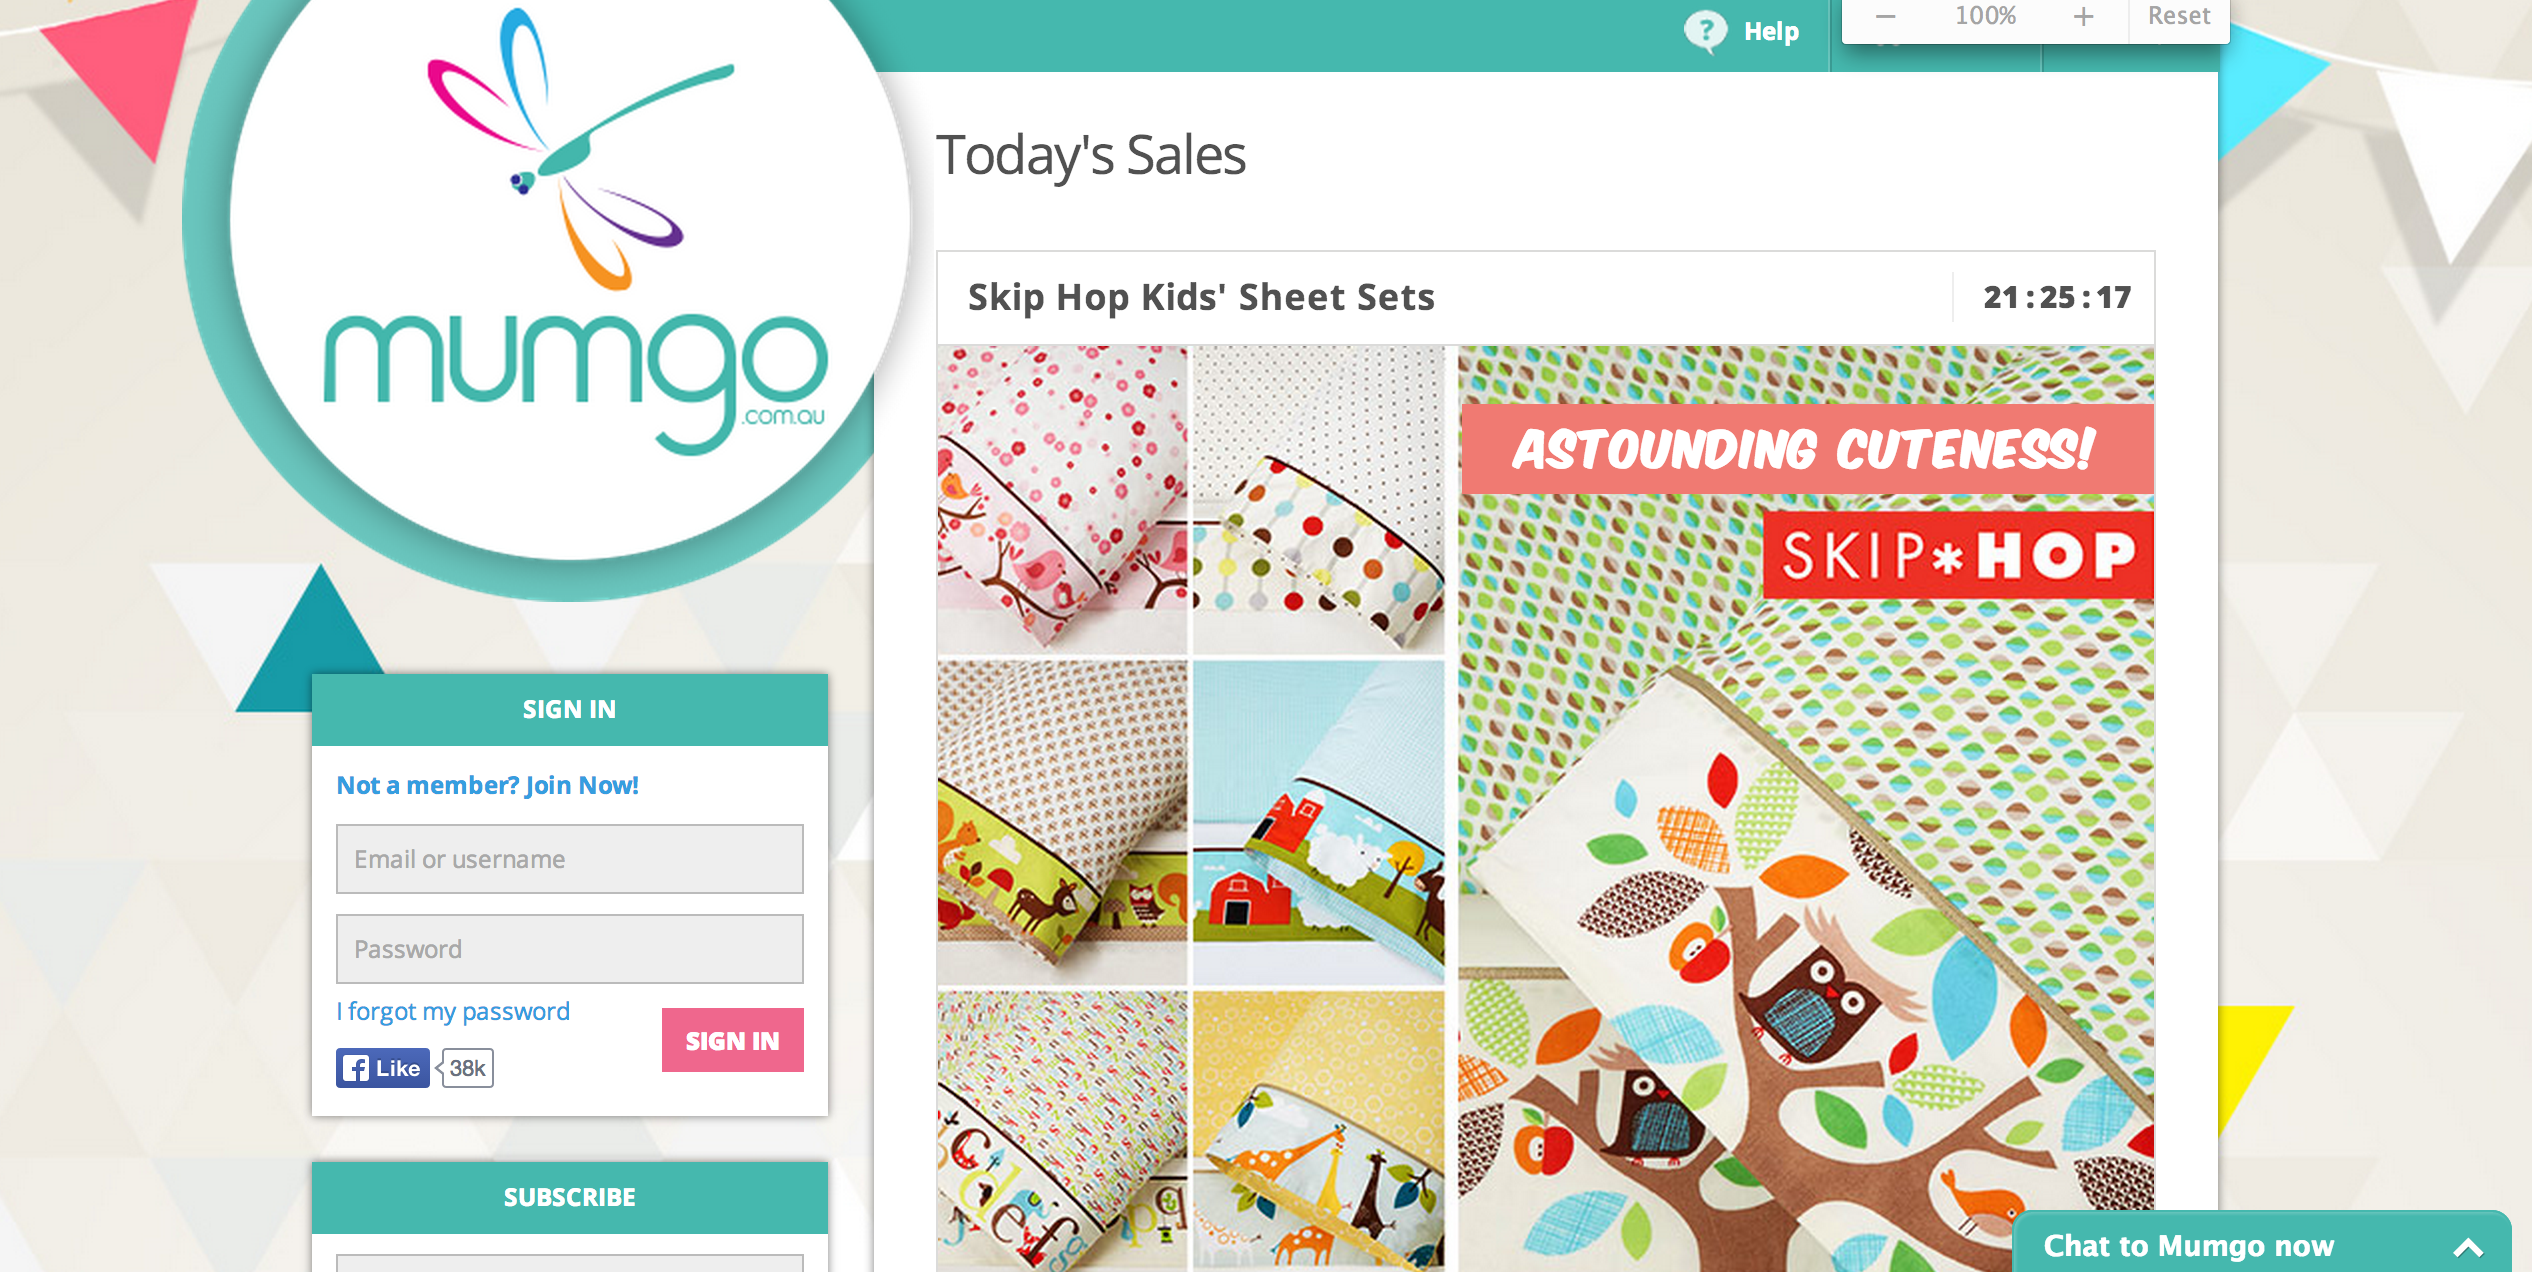 Help
−
100%
+
Reset
mumgo
.com.au
Today's Sales
Skip Hop Kids' Sheet Sets
21:25:17
ASTOUNDING CUTENESS!
SKIP*HOP
SIGN IN
Not a member? Join Now!
Email or username
Password
I forgot my password
SIGN IN
Like
38k
SUBSCRIBE
Chat to Mumgo now